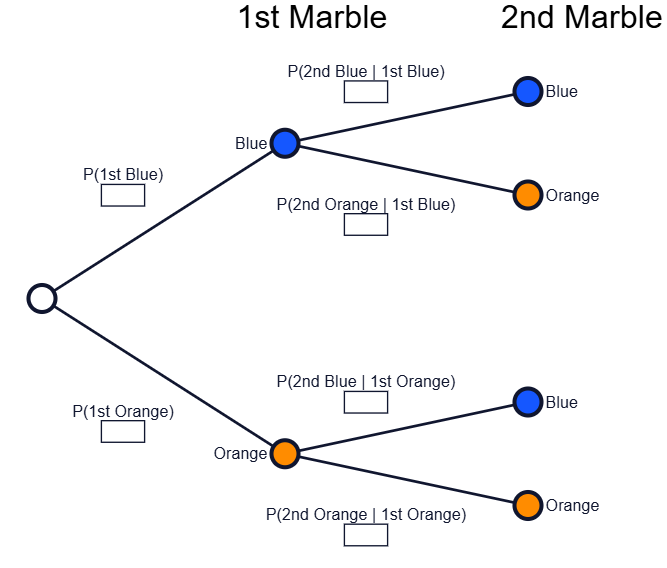 1st Marble
2nd Marble
P(2nd Blue | 1st Blue)
Blue
Blue
P(1st Blue)
P(2nd Orange | 1st Blue)
Orange
P(2nd Blue | 1st Orange)
Blue
P(1st Orange)
Orange
P(2nd Orange | 1st Orange)
Orange